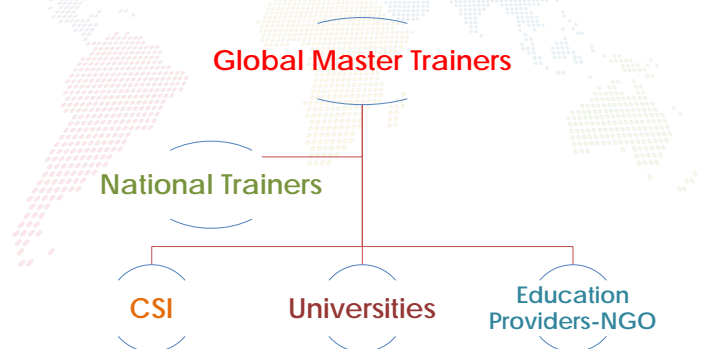 Global Master Trainers
National Trainers
CSI
Universities
Education
Providers-NGO